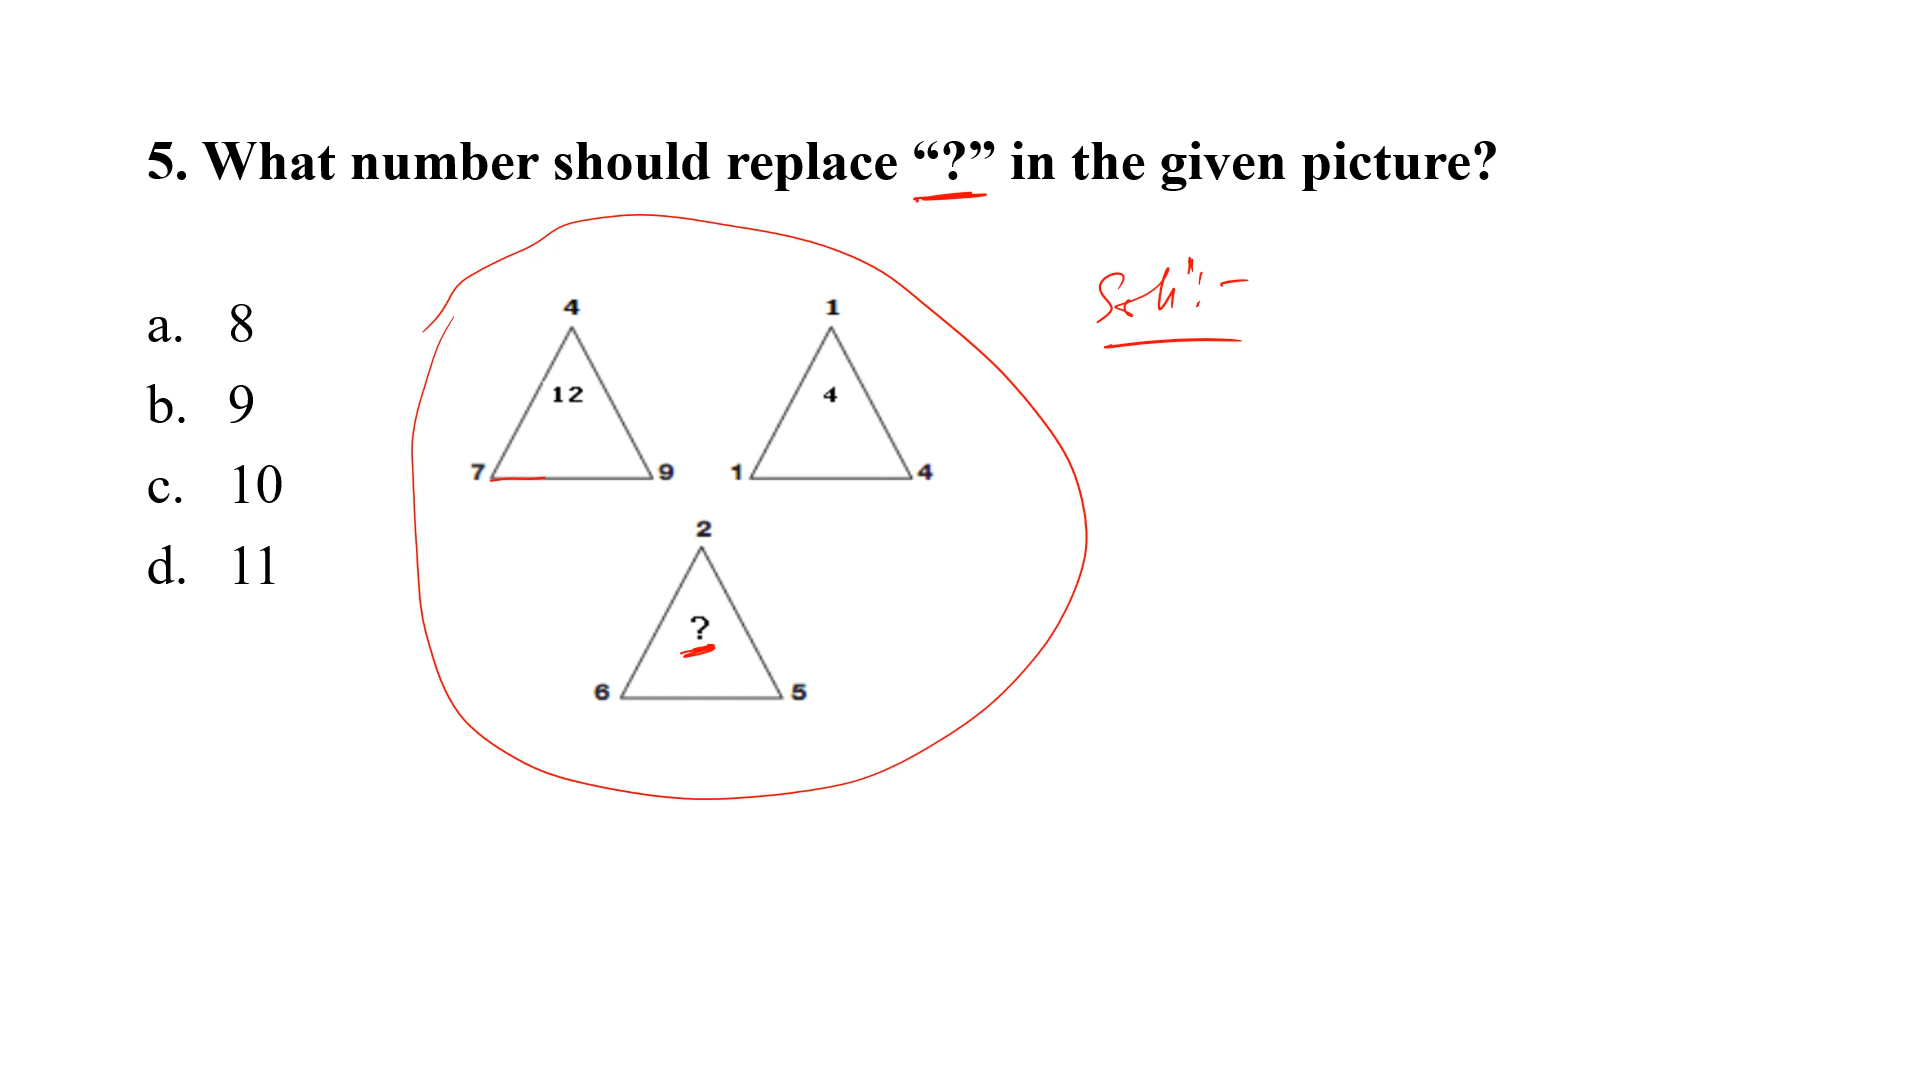 5. What number should replace “?” in the given picture?
a. 8
b. 9
c. 10
d. 11
Soln:-
4
12
7 9
1
4
1 4
2
?
6 5